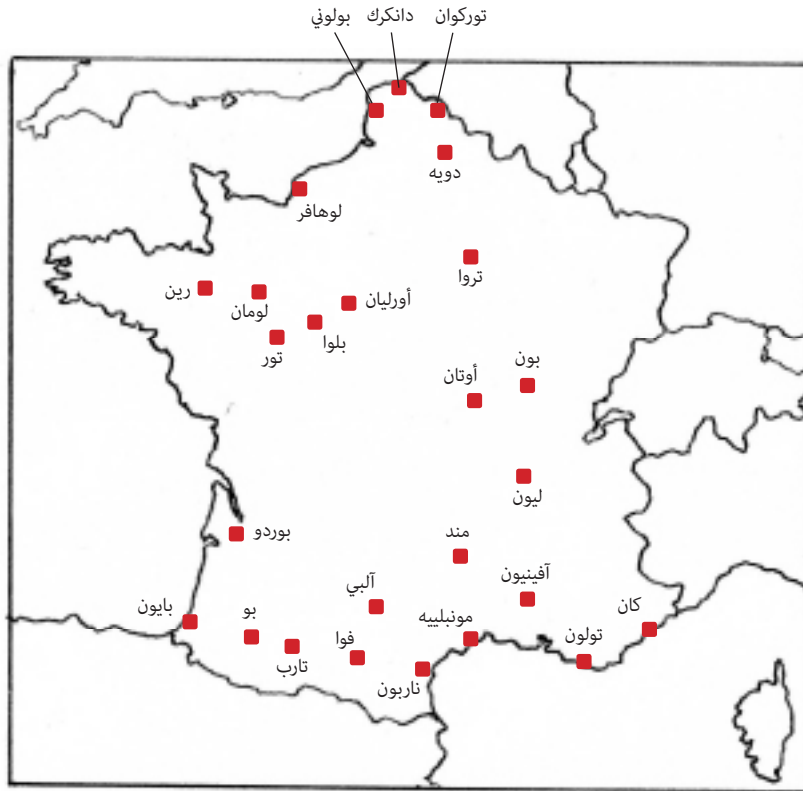 توركوان
دانكرك
بولوني
دويه
لوهافر
تروا
رين
لومان
أورليان
بلوا
تور
بون
أوتان
ليون
بوردو
مند
آفينيون
آلبي
كان
بايون
بو
مونبلييه
تولون
فوا
تارب
ناربون